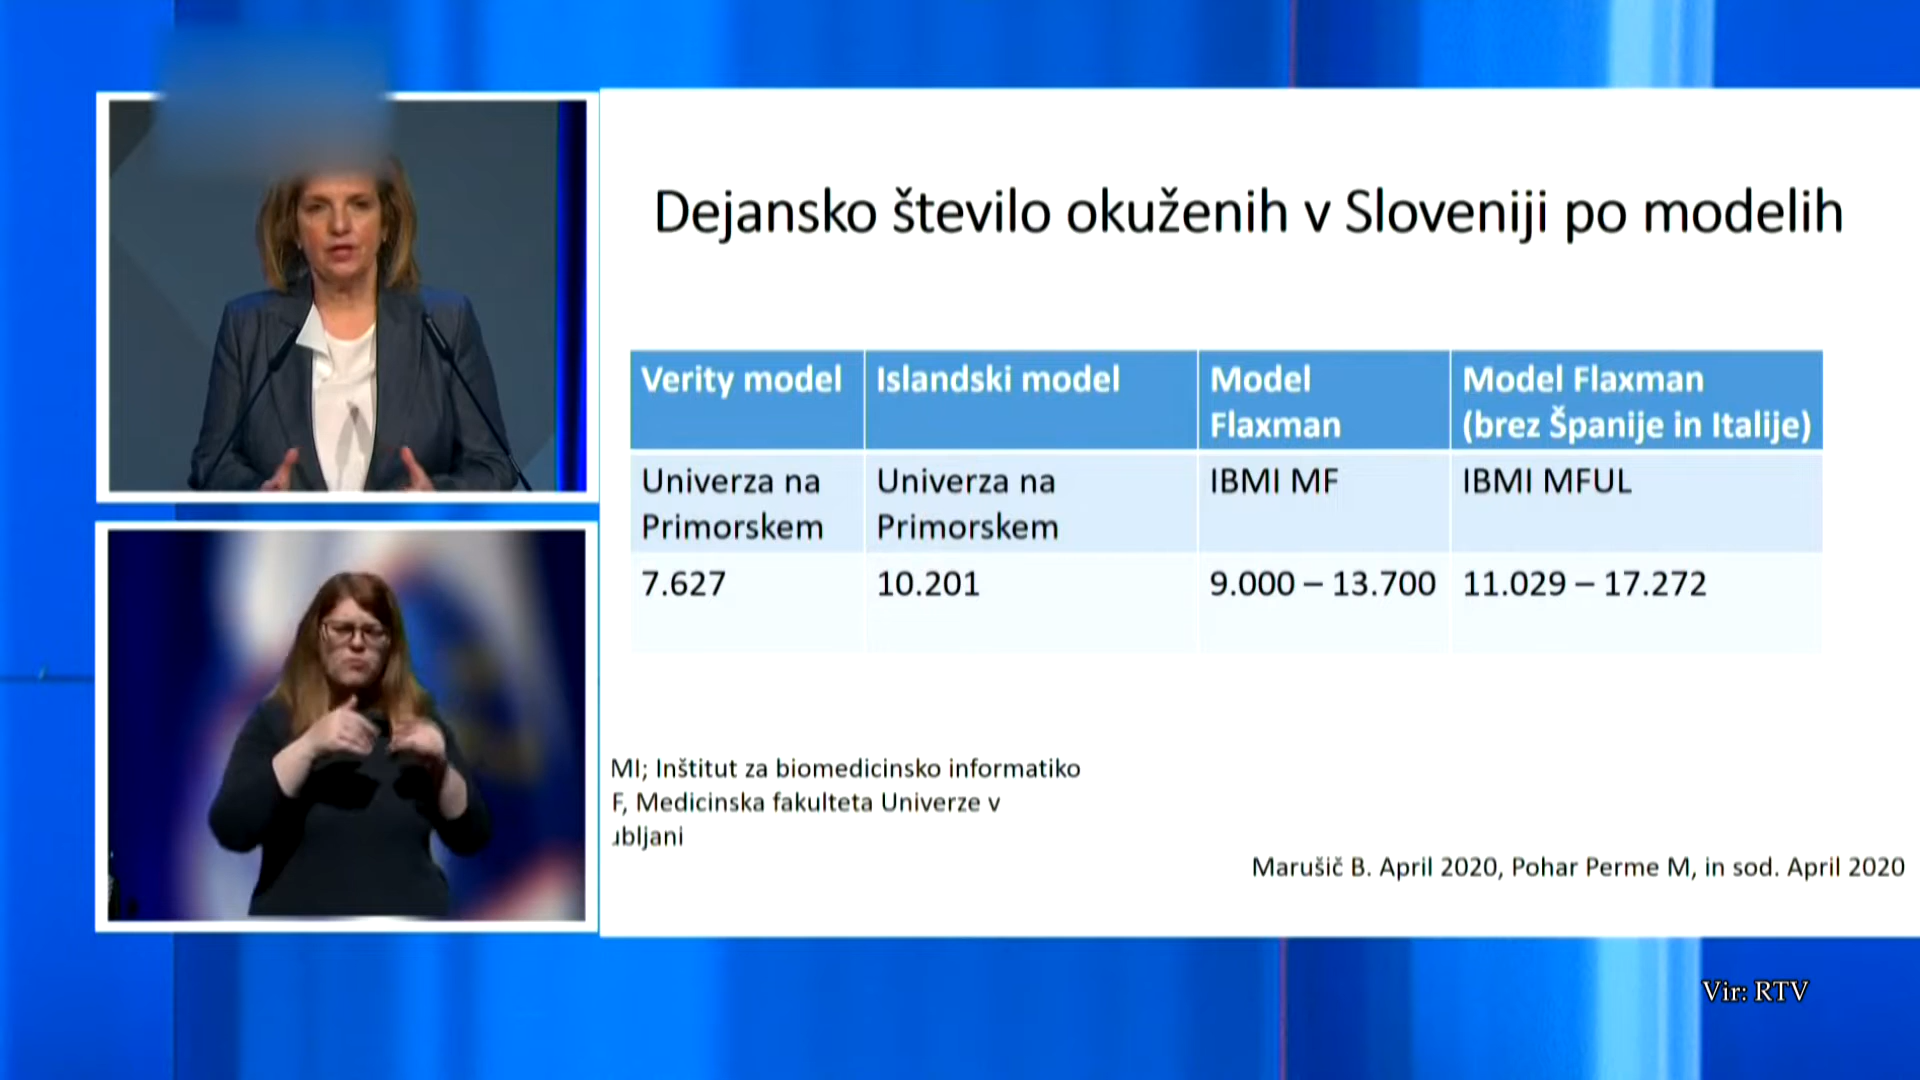 Dejansko število okuženih v Sloveniji po modelih
Verity model
Islandski model
Model
Flaxman
Model Flaxman
(brez Španije in Italije)
Univerza na
Primorskem
Univerza na
Primorskem
IBMI MF
IBMI MFUL
7.627
10.201
9.000 – 13.700
11.029 – 17.272
MI; Inštitut za biomedicinsko informatiko
F, Medicinska fakulteta Univerze v
ubljani
Marušič B. April 2020, Pohar Perme M, in sod. April 2020
Vir: RTV